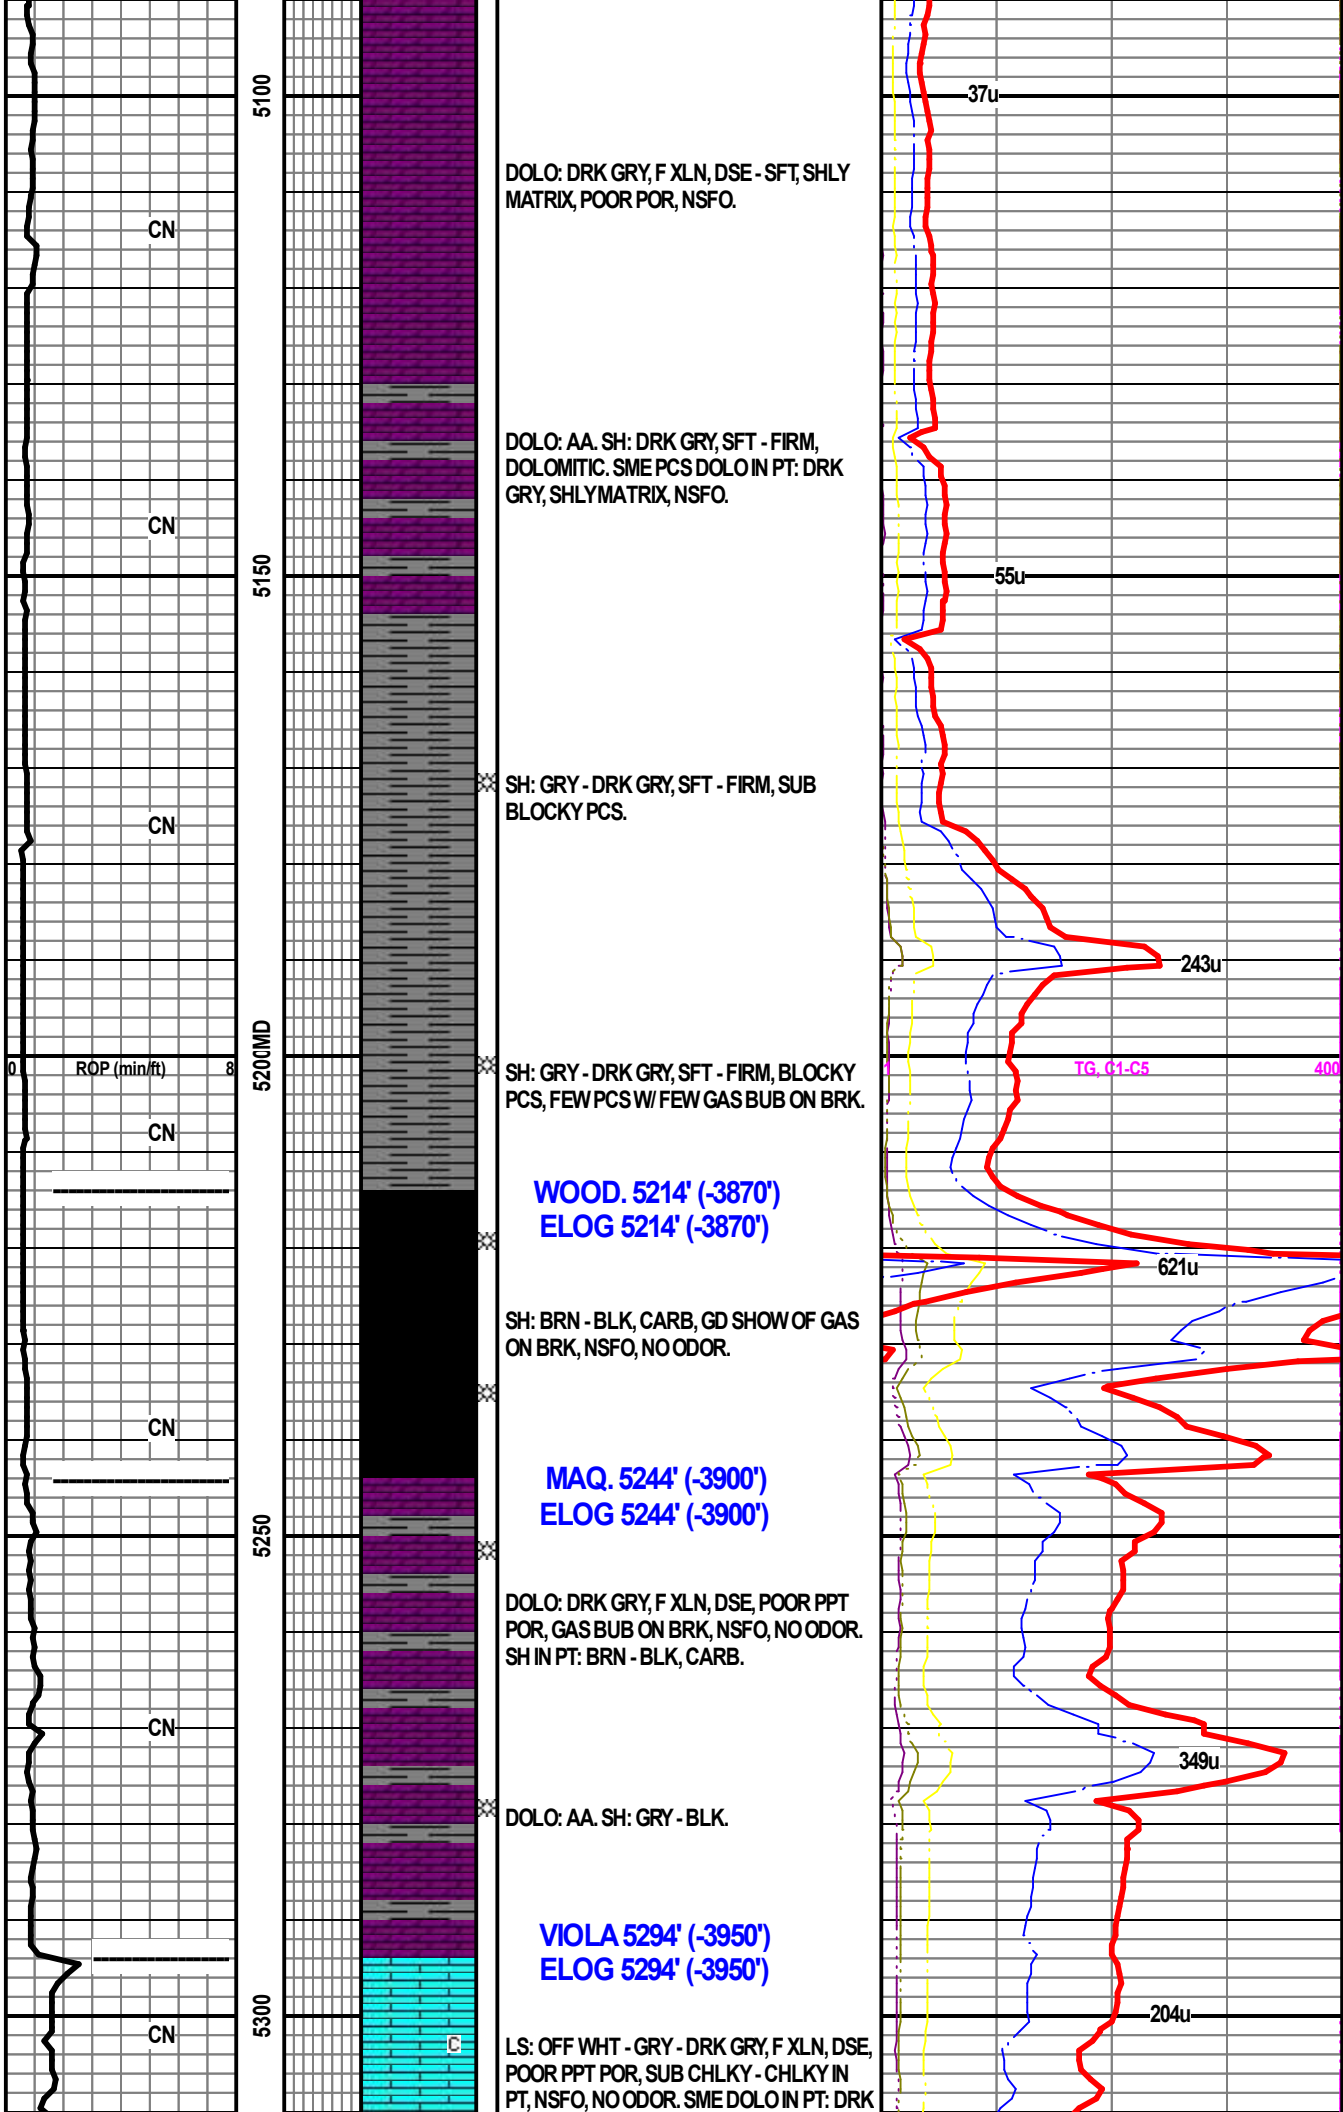 5100
37u
DOLO: DRK GRY, F XLN, DSE - SFT, SHLY
MATRIX, POOR POR, NSFO.
CN
DOLO: AA. SH: DRK GRY, SFT - FIRM,
DOLOMITIC. SME PCS DOLO IN PT: DRK
GRY, SHLY MATRIX, NSFO.
CN
5150
55u
SH: GRY - DRK GRY, SFT - FIRM, SUB
BLOCKY PCS.
CN
243u
5200MD
0 ROP (min/ft) 8
1 TG, C1-C5 400
SH: GRY - DRK GRY, SFT - FIRM, BLOCKY
PCS, FEW PCS W/ FEW GAS BUB ON BRK.
CN
WOOD. 5214' (-3870')
ELOG 5214' (-3870')
621u
SH: BRN - BLK, CARB, GD SHOW OF GAS
ON BRK, NSFO, NO ODOR.
CN
MAQ. 5244' (-3900')
ELOG 5244' (-3900')
5250
DOLO: DRK GRY, F XLN, DSE, POOR PPT
POR, GAS BUB ON BRK, NSFO, NO ODOR.
SH IN PT: BRN - BLK, CARB.
CN
349u
DOLO: AA. SH: GRY - BLK.
VIOLA 5294' (-3950')
ELOG 5294' (-3950')
5300
204u
CN
C
LS: OFF WHT - GRY - DRK GRY, F XLN, DSE,
POOR PPT POR, SUB CHLKY - CHLKY IN
PT, NSFO, NO ODOR. SME DOLO IN PT: DRK